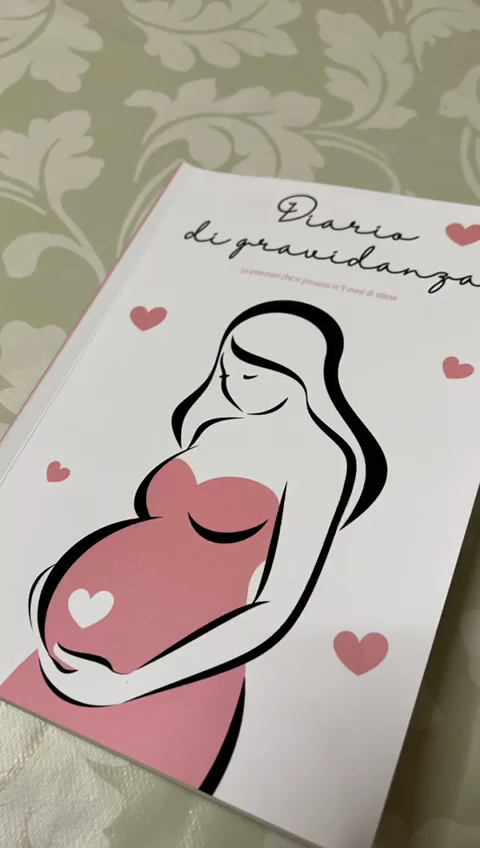 Diario
di gravidanza
Le emozioni che si provano in 9 mesi di attesa